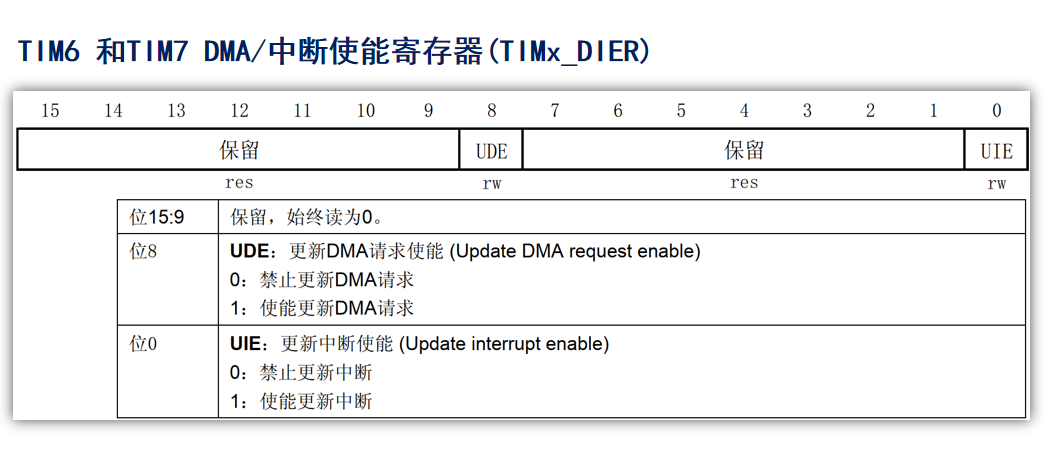 TIM6 和TIM7 DMA/中断使能寄存器(TIMx_DIER)
15 14 13 12 11 10 9 8 7 6 5 4 3 2 1 0
保留 UDE 保留 UIE
res rw res rw
位15:9 保留，始终读为0。
位8 UDE：更新DMA请求使能 (Update DMA request enable)
0：禁止更新DMA请求
1：使能更新DMA请求
位0 UIE：更新中断使能 (Update interrupt enable)
0：禁止更新中断
1：使能更新中断